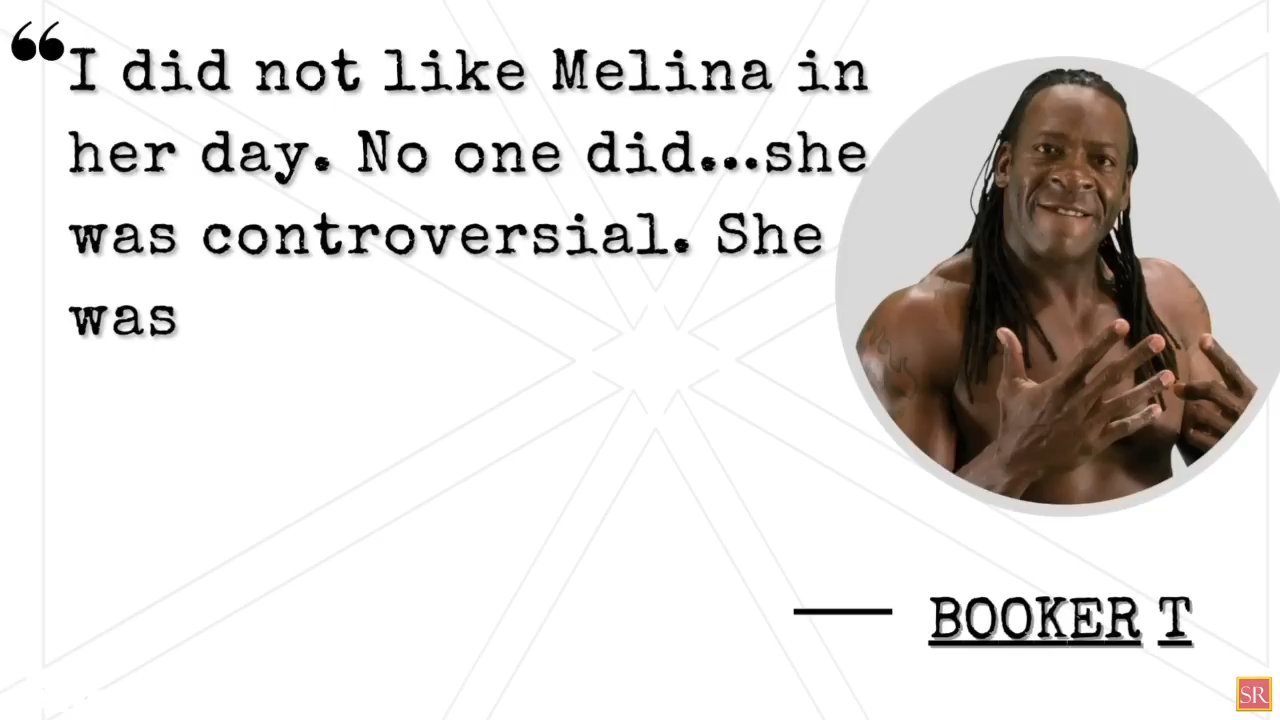 “I did not like Melina in
her day. No one did...she
was controversial. She
was
BOOKER T
SR